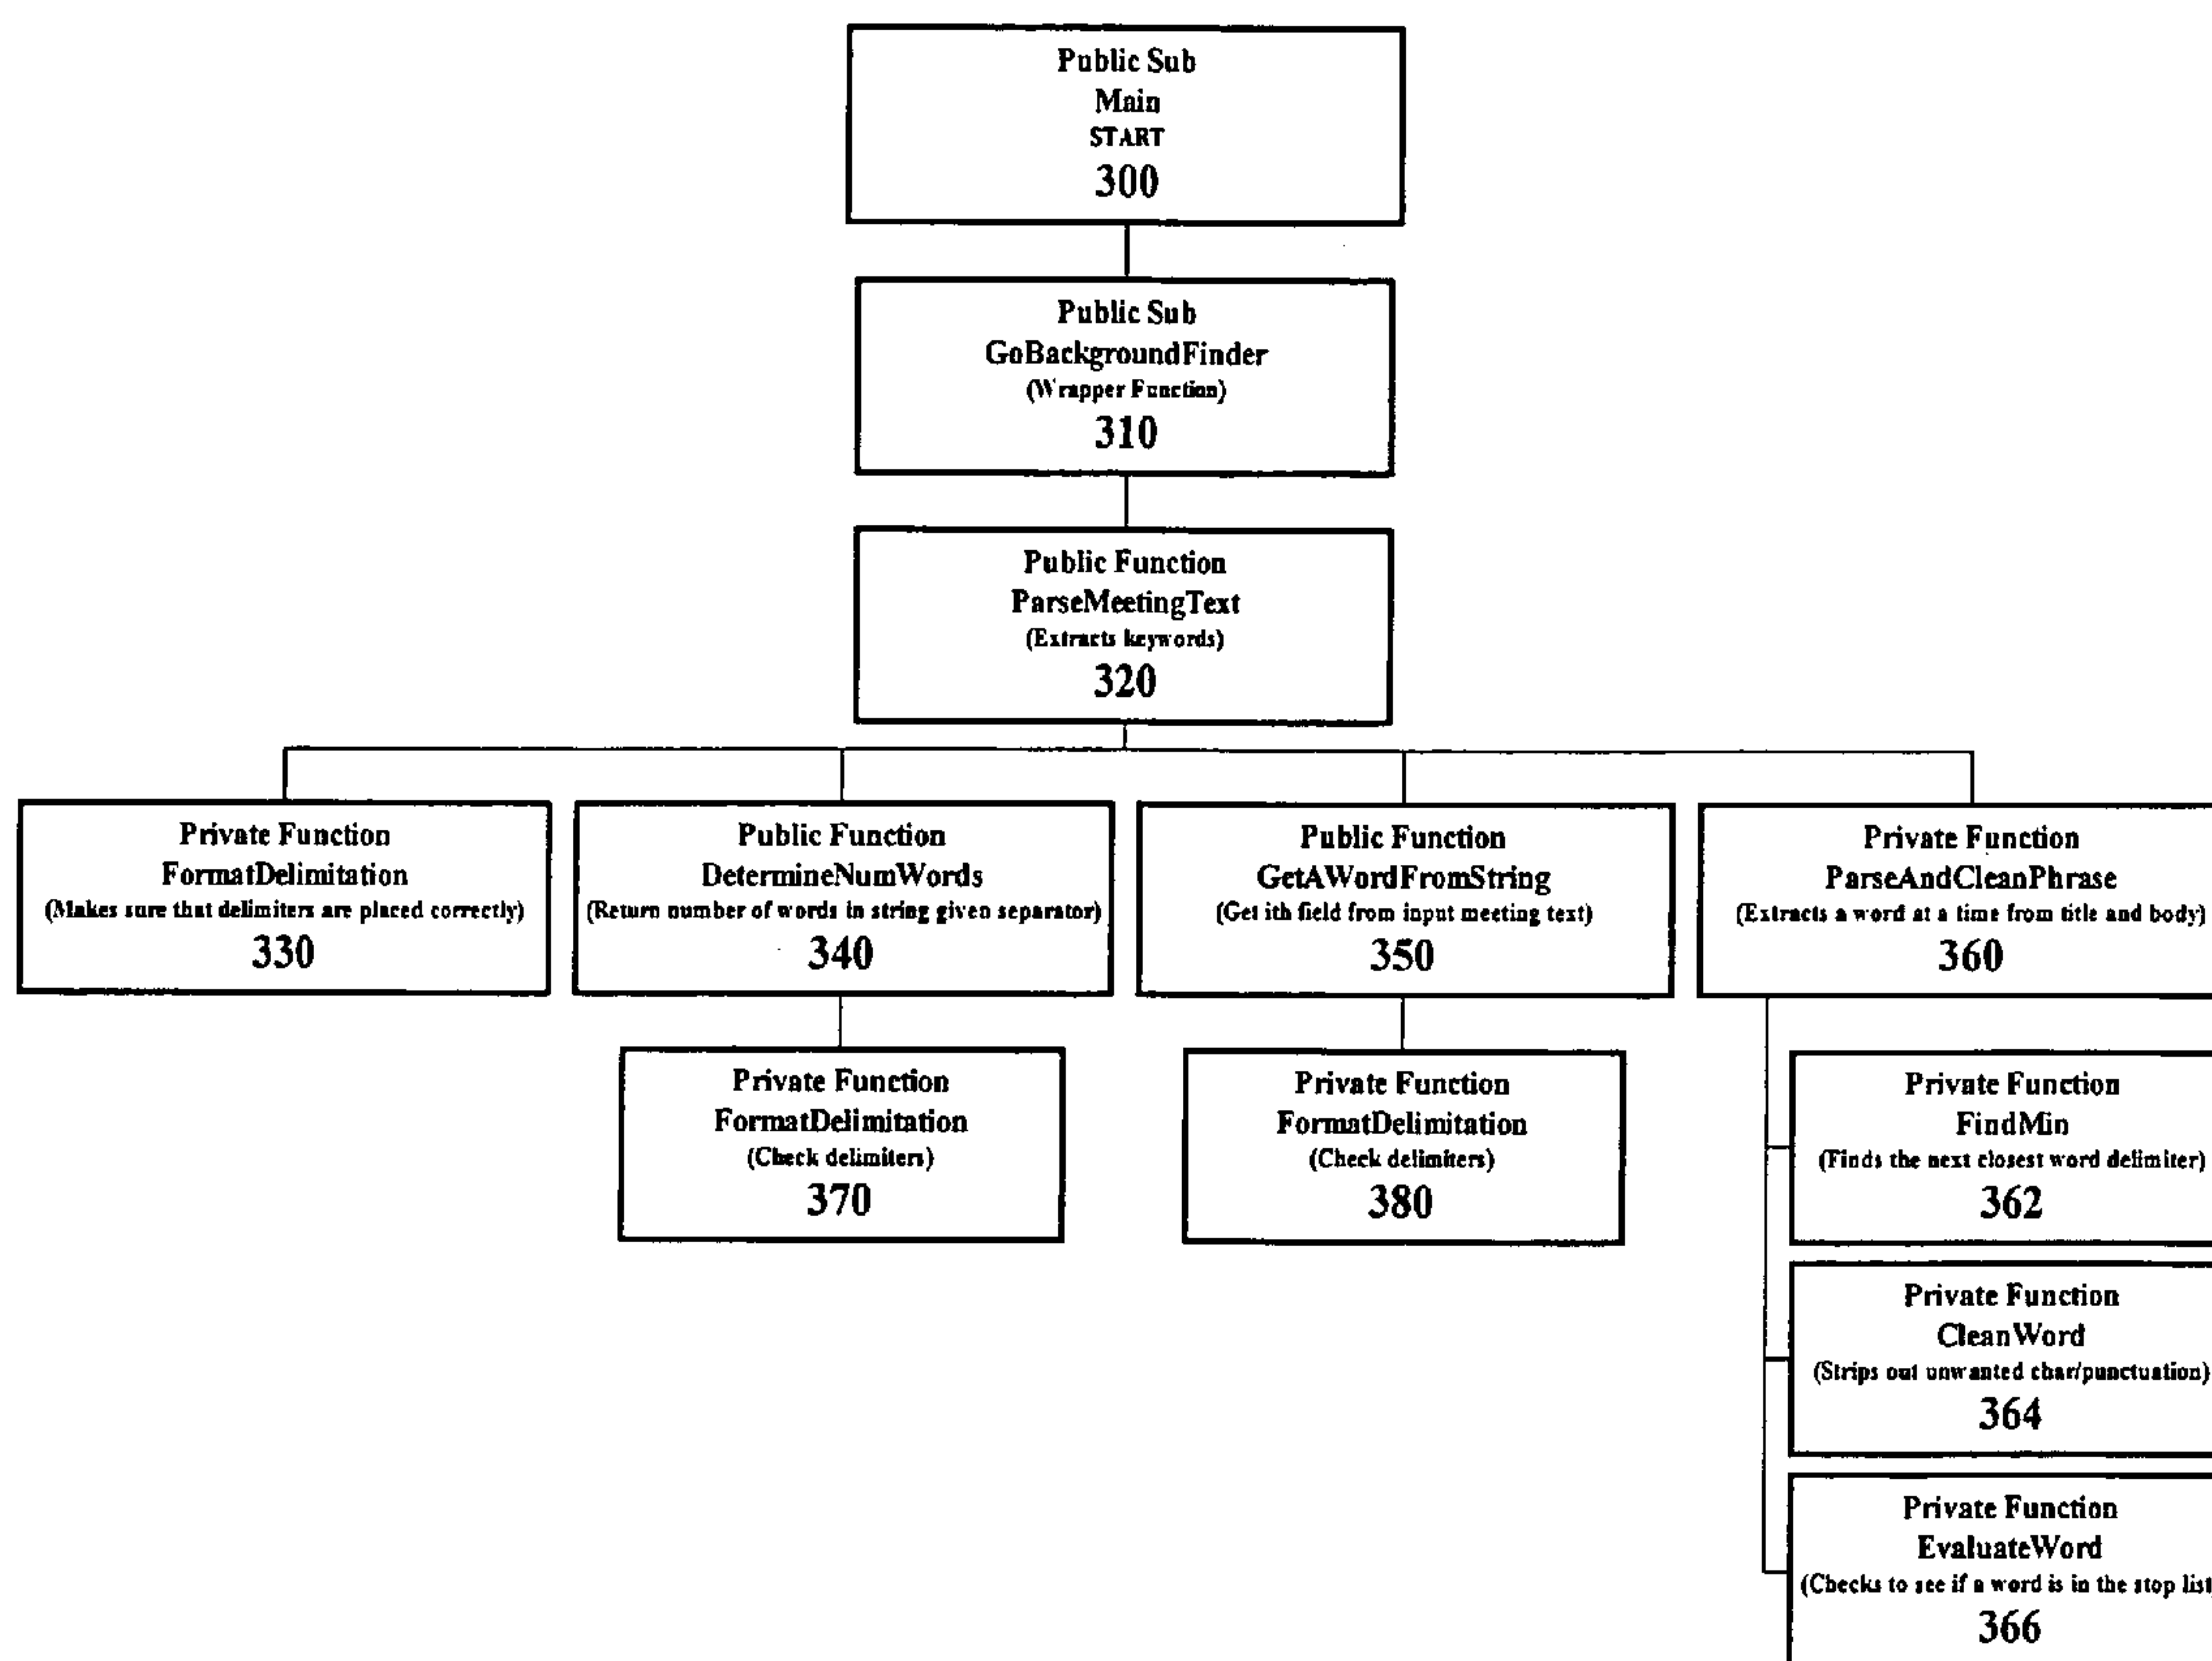 Public Sub
Main
START
300
Public Sub
GoBackgroundFinder
(Wrapper Function)
310
Public Function
ParseMeetingText
(Extracts keywords)
320
Private Function
FormatDelimitation
(Makes sure that delimiters are placed correctly)
330
Public Function
DetermineNumWords
(Return number of words in string given separator)
340
Public Function
GetAWordFromString
(Get ith field from input meeting text)
350
Private Function
ParseAndCleanPhrase
(Extracts a word at a time from title and body)
360
Private Function
FormatDelimitation
(Check delimiters)
370
Private Function
FormatDelimitation
(Check delimiters)
380
Private Function
FindMin
(Finds the next closest word delimiter)
362
Private Function
CleanWord
(Strips out unwanted char/punctuation)
364
Private Function
EvaluateWord
(Checks to see if a word is in the stop list
366